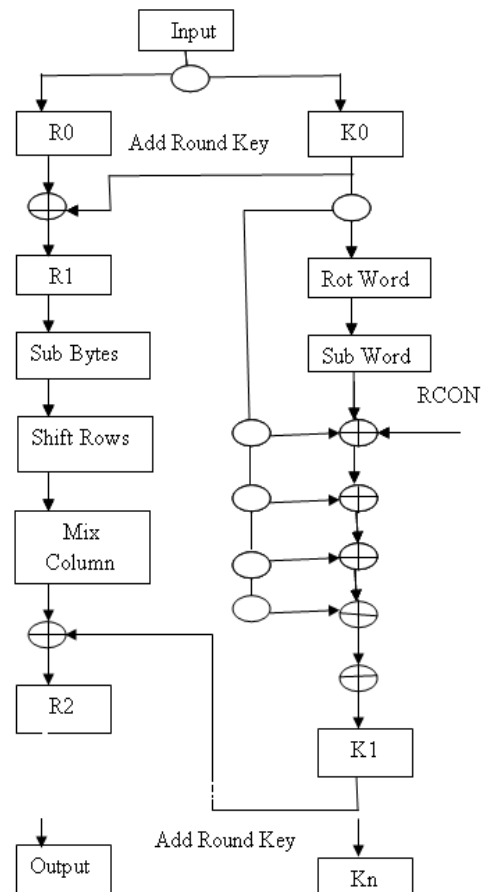 Input
R0
K0
Add Round Key
R1
Rot Word
Sub Bytes
Sub Word
RCON
Shift Rows
Mix
Column
R2
K1
Add Round Key
Output
Kn